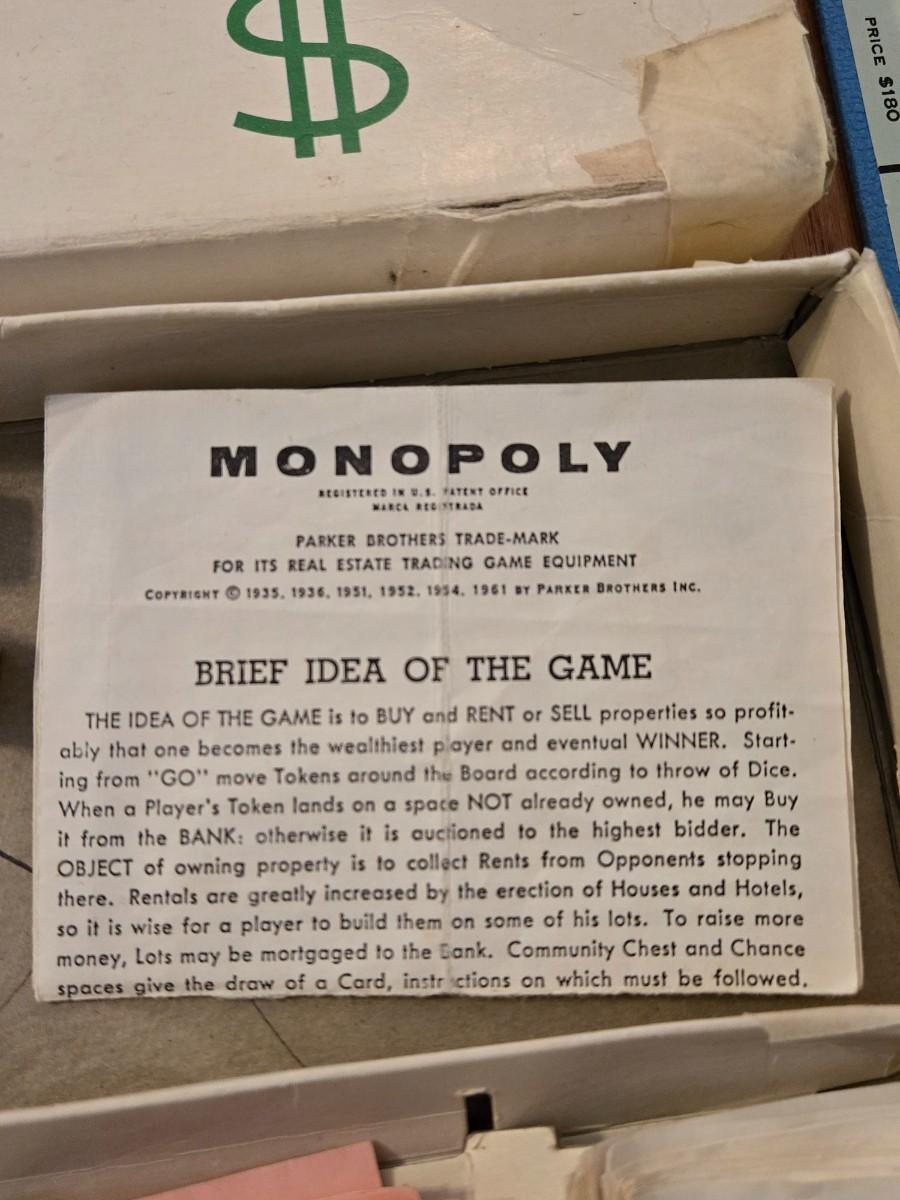 $
PRICE $180
MONOPOLY
REGISTERED IN U.S. PATENT OFFICE
MARCA REGISTRADA
PARKER BROTHERS TRADE-MARK
FOR ITS REAL ESTATE TRADING GAME EQUIPMENT
COPYRIGHT © 1935, 1936, 1951, 1952, 1954, 1961 BY PARKER BROTHERS INC.
BRIEF IDEA OF THE GAME
THE IDEA OF THE GAME is to BUY and RENT or SELL properties so profit-
ably that one becomes the wealthiest player and eventual WINNER. Start-
ing from "GO" move Tokens around the Board according to throw of Dice.
When a Player's Token lands on a space NOT already owned, he may Buy
it from the BANK: otherwise it is auctioned to the highest bidder. The
OBJECT of owning property is to collect Rents from Opponents stopping
there. Rentals are greatly increased by the erection of Houses and Hotels,
so it is wise for a player to build them on some of his lots. To raise more
money, Lots may be mortgaged to the Bank. Community Chest and Chance
spaces give the draw of a Card, instructions on which must be followed.